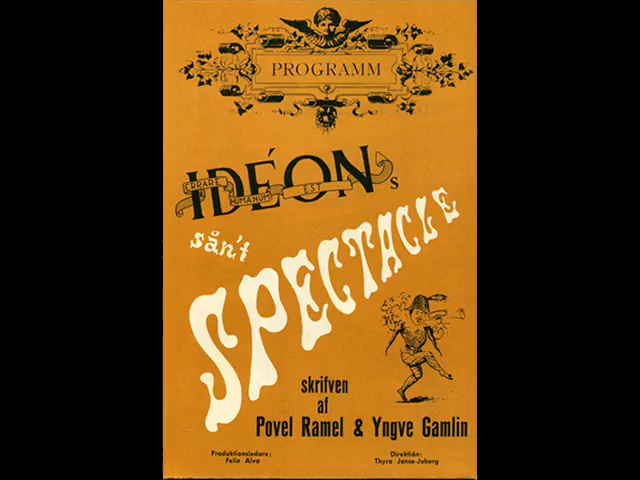 PROGRAMM
IDÉONs
ERRARE HUMANUM EST
sån't
SPECTACLE
skrifven
af
Povel Ramel & Yngve Gamlin
Produktionsledare: Direktiön:
Felix Alvo Thyra Janse-Juberg